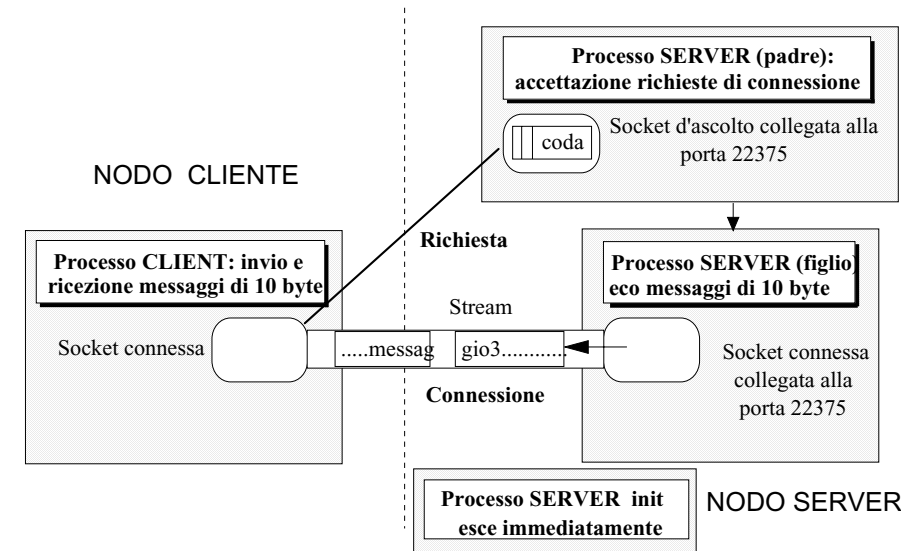 Processo SERVER (padre):
accettazione richieste di connessione
coda
Socket d'ascolto collegata alla
porta 22375
NODO CLIENTE
Richiesta
Processo CLIENT: invio e
ricezione messaggi di 10 byte
Processo SERVER (figlio)
eco messaggi di 10 byte
Stream
Socket connessa
.....messag
gio3............
Socket connessa
collegata alla
porta 22375
Connessione
Processo SERVER init
esce immediatamente
NODO SERVER